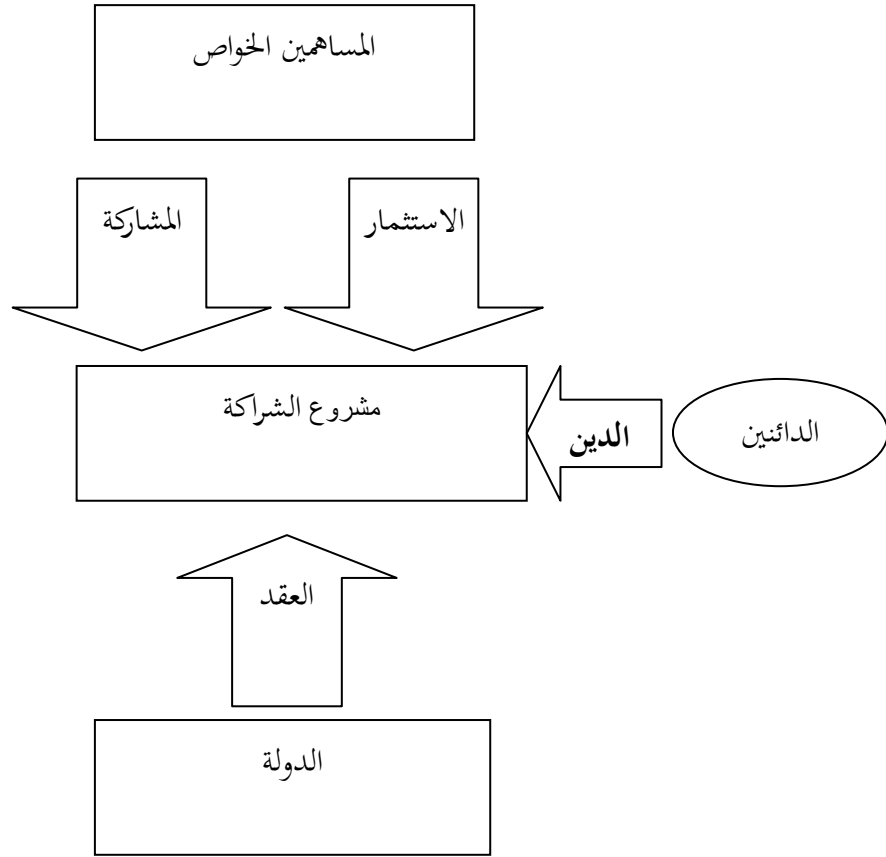 المساهمين الخواص
المشاركة
الاستثمار
مشروع الشراكة
الدين
الدائنين
العقد
الدولة